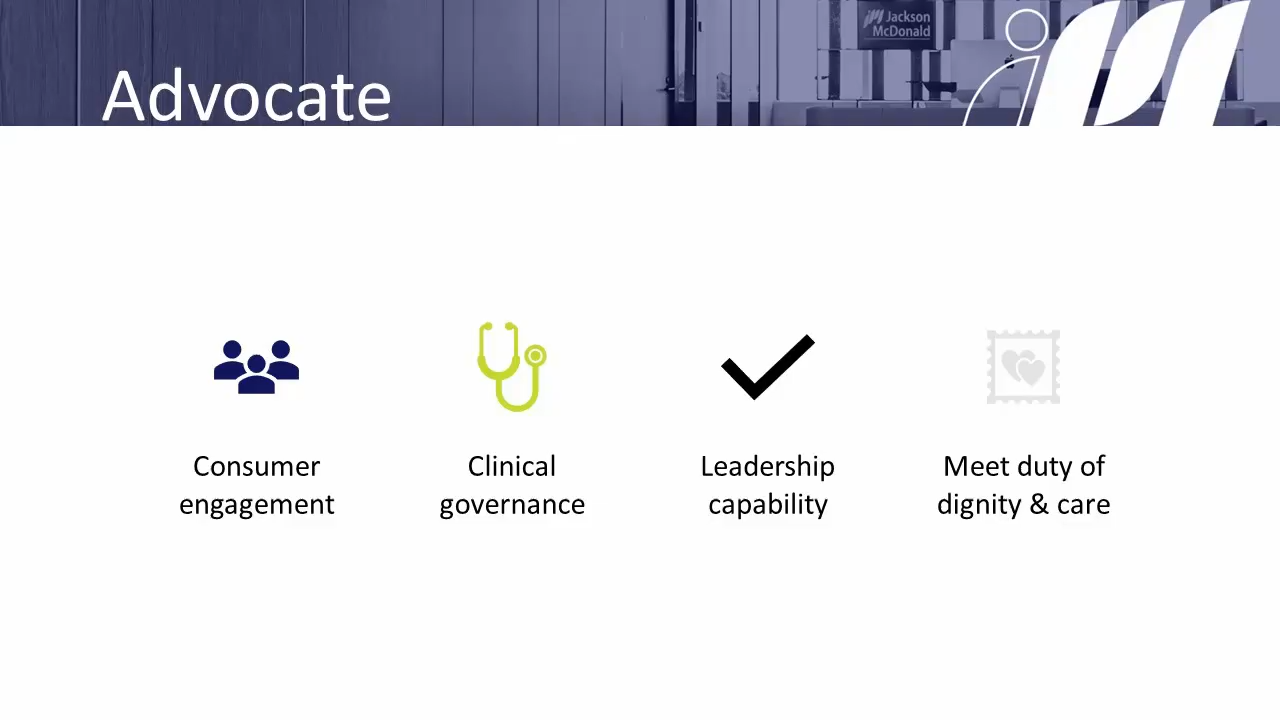 Jackson
McDonald
Advocate
Consumer
engagement
Clinical
governance
Leadership
capability
Meet duty of
dignity & care